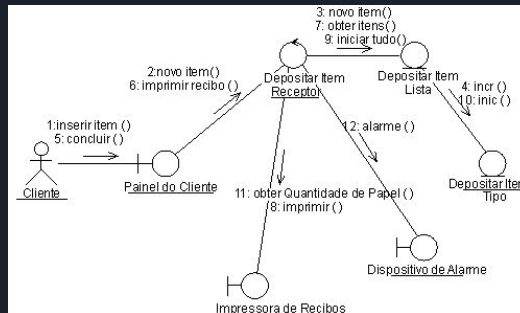 3: novo item()
7: obter itens()
9: iniciar tudo()
2:novo item()
6: imprimir recibo()
Depositar Item
Receptor
Depositar Item
Lista
4: incr()
10: inic()
1:inserir item ()
5: concluir()
12: alarme()
Cliente
Painel do Cliente
Depositar Item
Tipo
11: obter Quantidade de Papel()
8: imprimir()
Dispositivo de Alarme
Impressora de Recibos